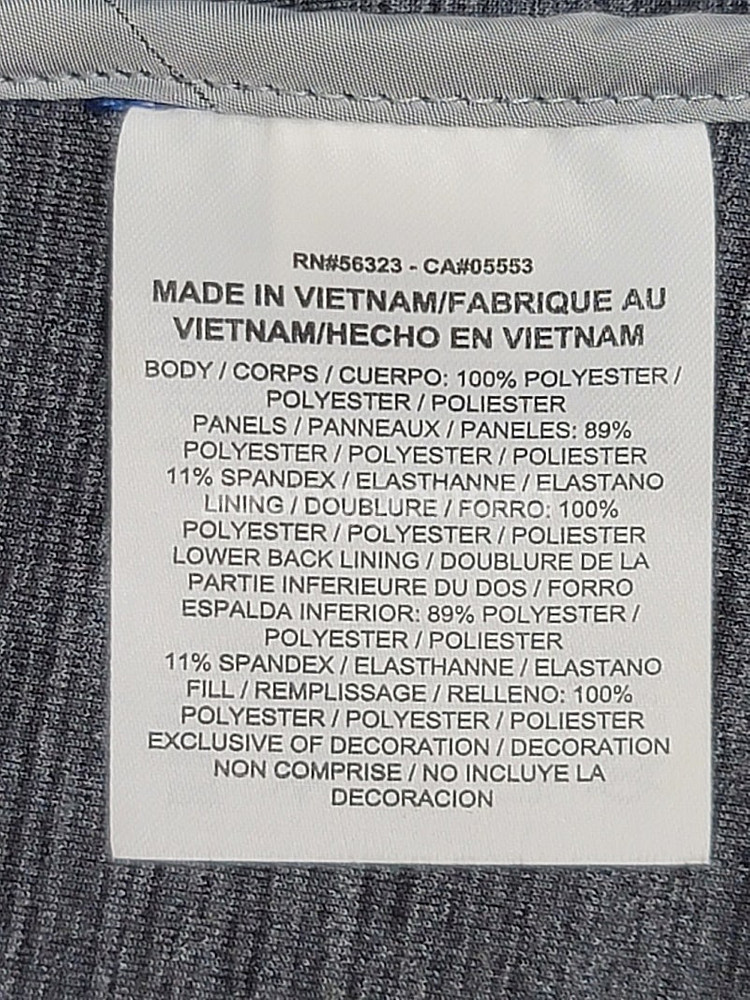 RN#56323 - CA#05553
MADE IN VIETNAM/FABRIQUE AU
VIETNAM/HECHO EN VIETNAM
BODY / CORPS / CUERPO: 100% POLYESTER /
POLYESTER / POLIESTER
PANELS / PANNEAUX / PANELES: 89%
POLYESTER / POLYESTER / POLIESTER
11% SPANDEX / ELASTHANNE / ELASTANO
LINING / DOUBLURE / FORRO: 100%
POLYESTER / POLYESTER / POLIESTER
LOWER BACK LINING / DOUBLURE DE LA
PARTIE INFERIEURE DU DOS / FORRO
ESPALDA INFERIOR: 89% POLYESTER /
POLYESTER / POLIESTER
11% SPANDEX / ELASTHANNE / ELASTANO
FILL / REMPLISSAGE / RELLENO: 100%
POLYESTER / POLYESTER / POLIESTER
EXCLUSIVE OF DECORATION / DECORATION
NON COMPRISE / NO INCLUYE LA
DECORACION